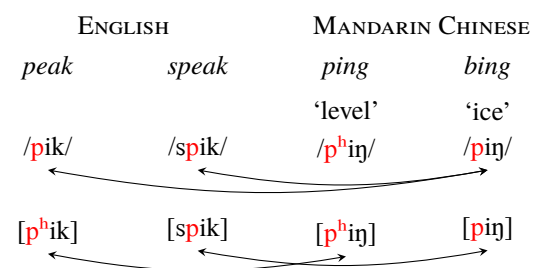 ENGLISH MANDARIN CHINESE
peak speak ping bing
‘level’ ‘ice’
/pik/ /spik/ /pʰiŋ/ /piŋ/
[pʰik] [spik] [pʰiŋ] [piŋ]